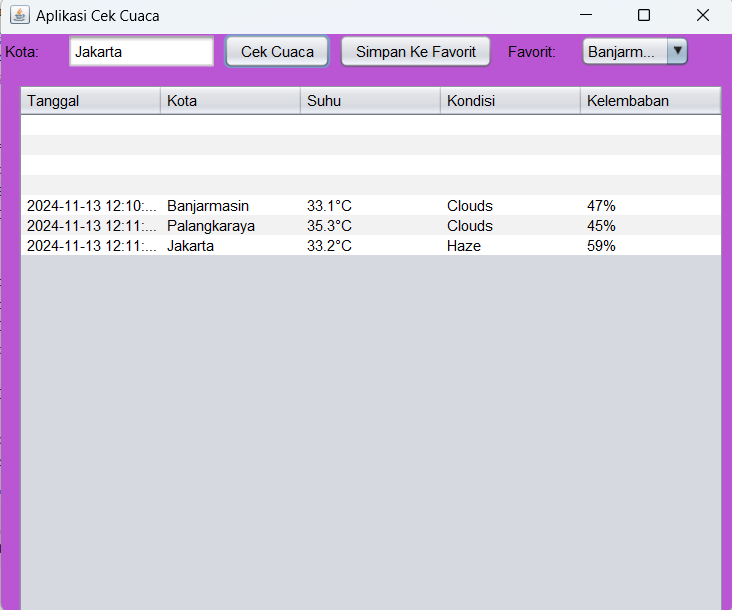 Aplikasi Cek Cuaca
Kota: Jakarta Cek Cuaca Simpan Ke Favorit Favorit: Banjarm...
Tanggal Kota Suhu Kondisi Kelembaban
2024-11-13 12:10:... Banjarmasin 33.1°C Clouds 47%
2024-11-13 12:11:... Palangkaraya 35.3°C Clouds 45%
2024-11-13 12:11:... Jakarta 33.2°C Haze 59%